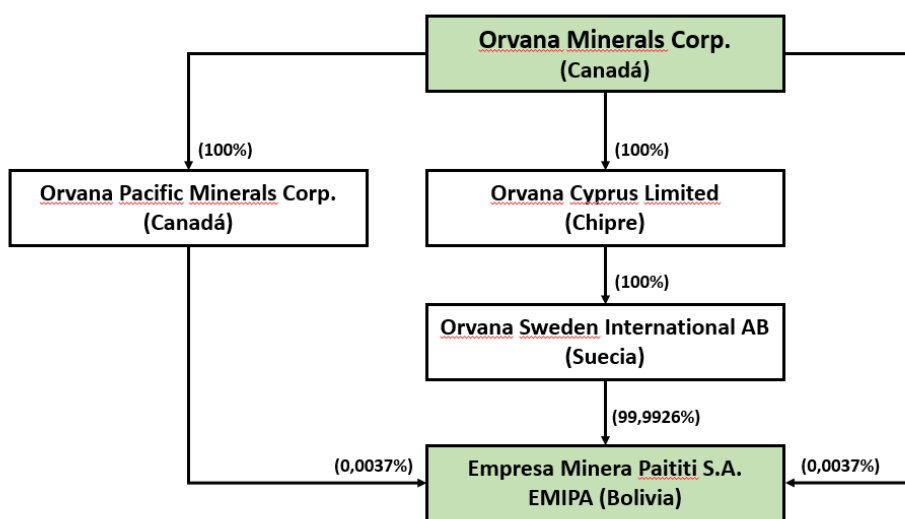 Orvana Minerals Corp.
(Canadá)
(100%)
(100%)
Orvana Pacific Minerals Corp.
(Canadá)
Orvana Cyprus Limited
(Chipre)
(100%)
Orvana Sweden International AB
(Suecia)
(99,9926%)
(0,0037%)
Empresa Minera Paititi S.A.
EMIPA (Bolivia)
(0,0037%)